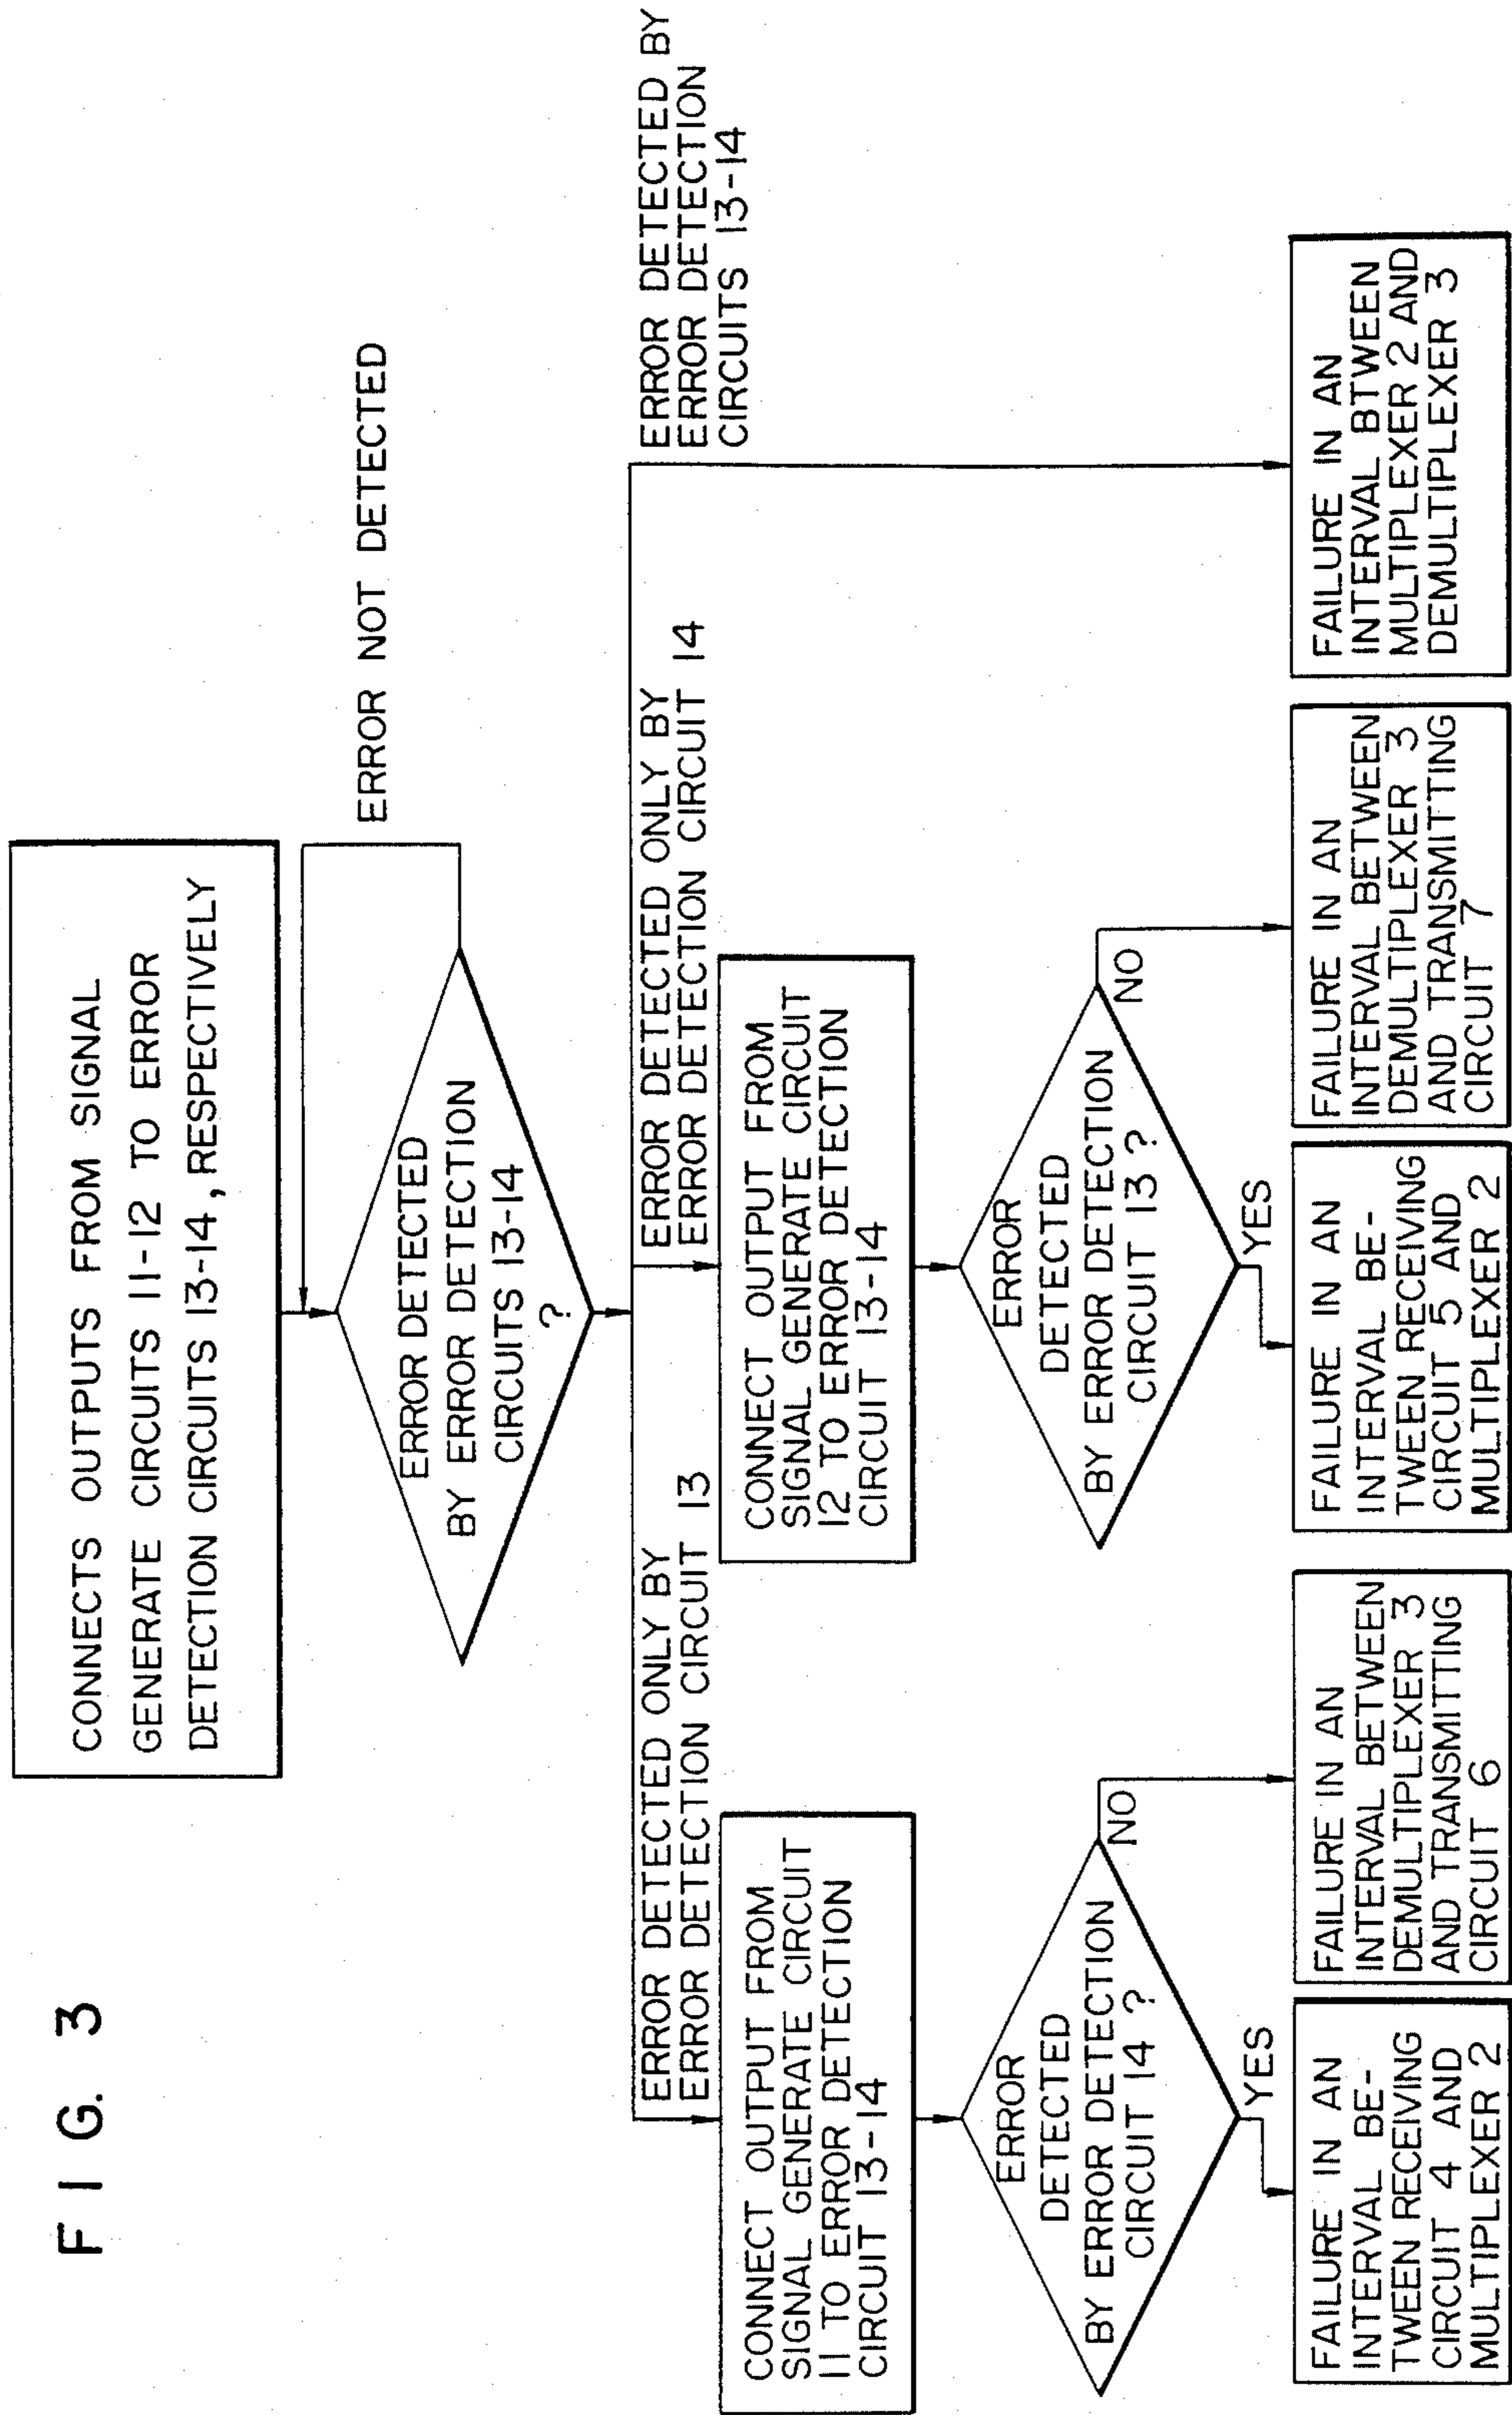 F I G. 3
CONNECTS OUTPUTS FROM SIGNAL
GENERATE CIRCUITS 11-12 TO ERROR
DETECTION CIRCUITS 13-14, RESPECTIVELY
ERROR NOT DETECTED
ERROR DETECTED
BY ERROR DETECTION
CIRCUITS 13-14
?
ERROR DETECTED ONLY BY
ERROR DETECTION CIRCUIT 13
ERROR DETECTED ONLY BY
ERROR DETECTION CIRCUIT 14
ERROR DETECTED BY
ERROR DETECTION
CIRCUITS 13-14
CONNECT OUTPUT FROM
SIGNAL GENERATE CIRCUIT
11 TO ERROR DETECTION
CIRCUIT 13-14
CONNECT OUTPUT FROM
SIGNAL GENERATE CIRCUIT
12 TO ERROR DETECTION
CIRCUIT 13-14
ERROR
DETECTED
BY ERROR DETECTION
CIRCUIT 14 ?
NO
YES
ERROR
DETECTED
BY ERROR DETECTION
CIRCUIT 13 ?
NO
YES
FAILURE IN AN
INTERVAL BE-
TWEEN RECEIVING
CIRCUIT 4 AND
MULTIPLEXER 2
FAILURE IN AN
INTERVAL BETWEEN
DEMULTIPLEXER 3
AND TRANSMITTING
CIRCUIT 6
FAILURE IN AN
INTERVAL BE-
TWEEN RECEIVING
CIRCUIT 5 AND
MULTIPLEXER 2
FAILURE IN AN
INTERVAL BETWEEN
DEMULTIPLEXER 3
AND TRANSMITTING
CIRCUIT 7
FAILURE IN AN
INTERVAL BTWEEN
MULTIPLEXER 2 AND
DEMULTIPLEXER 3